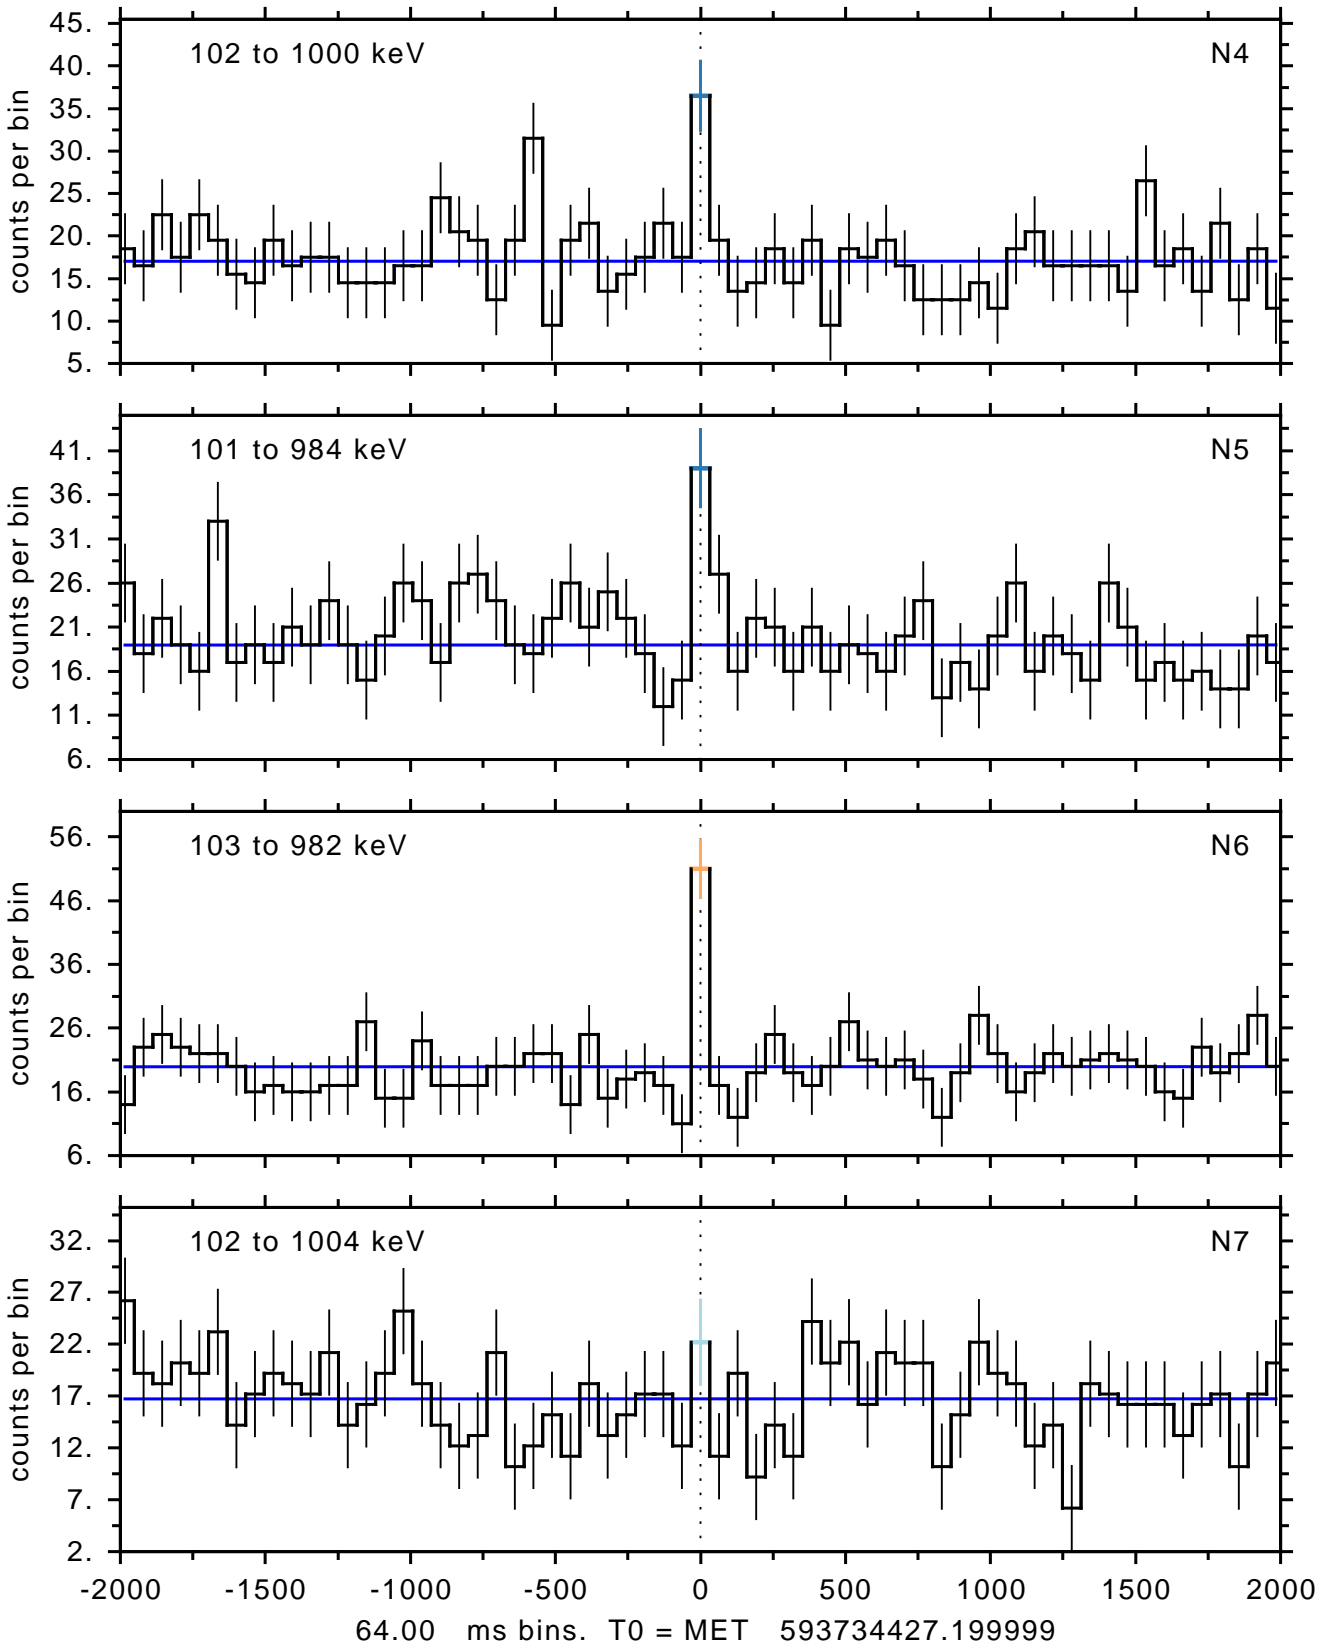 45.
40.
35.
30.
25.
20.
15.
10.
5.
counts per bin
102 to 1000 keV
N4
41.
36.
31.
26.
21.
16.
11.
6.
counts per bin
101 to 984 keV
N5
56.
46.
36.
26.
16.
6.
counts per bin
103 to 982 keV
N6
32.
27.
22.
17.
12.
7.
2.
counts per bin
102 to 1004 keV
N7
-2000 -1500 -1000 -500 0 500 1000 1500 2000
64.00 ms bins. T0 = MET 593734427.199999